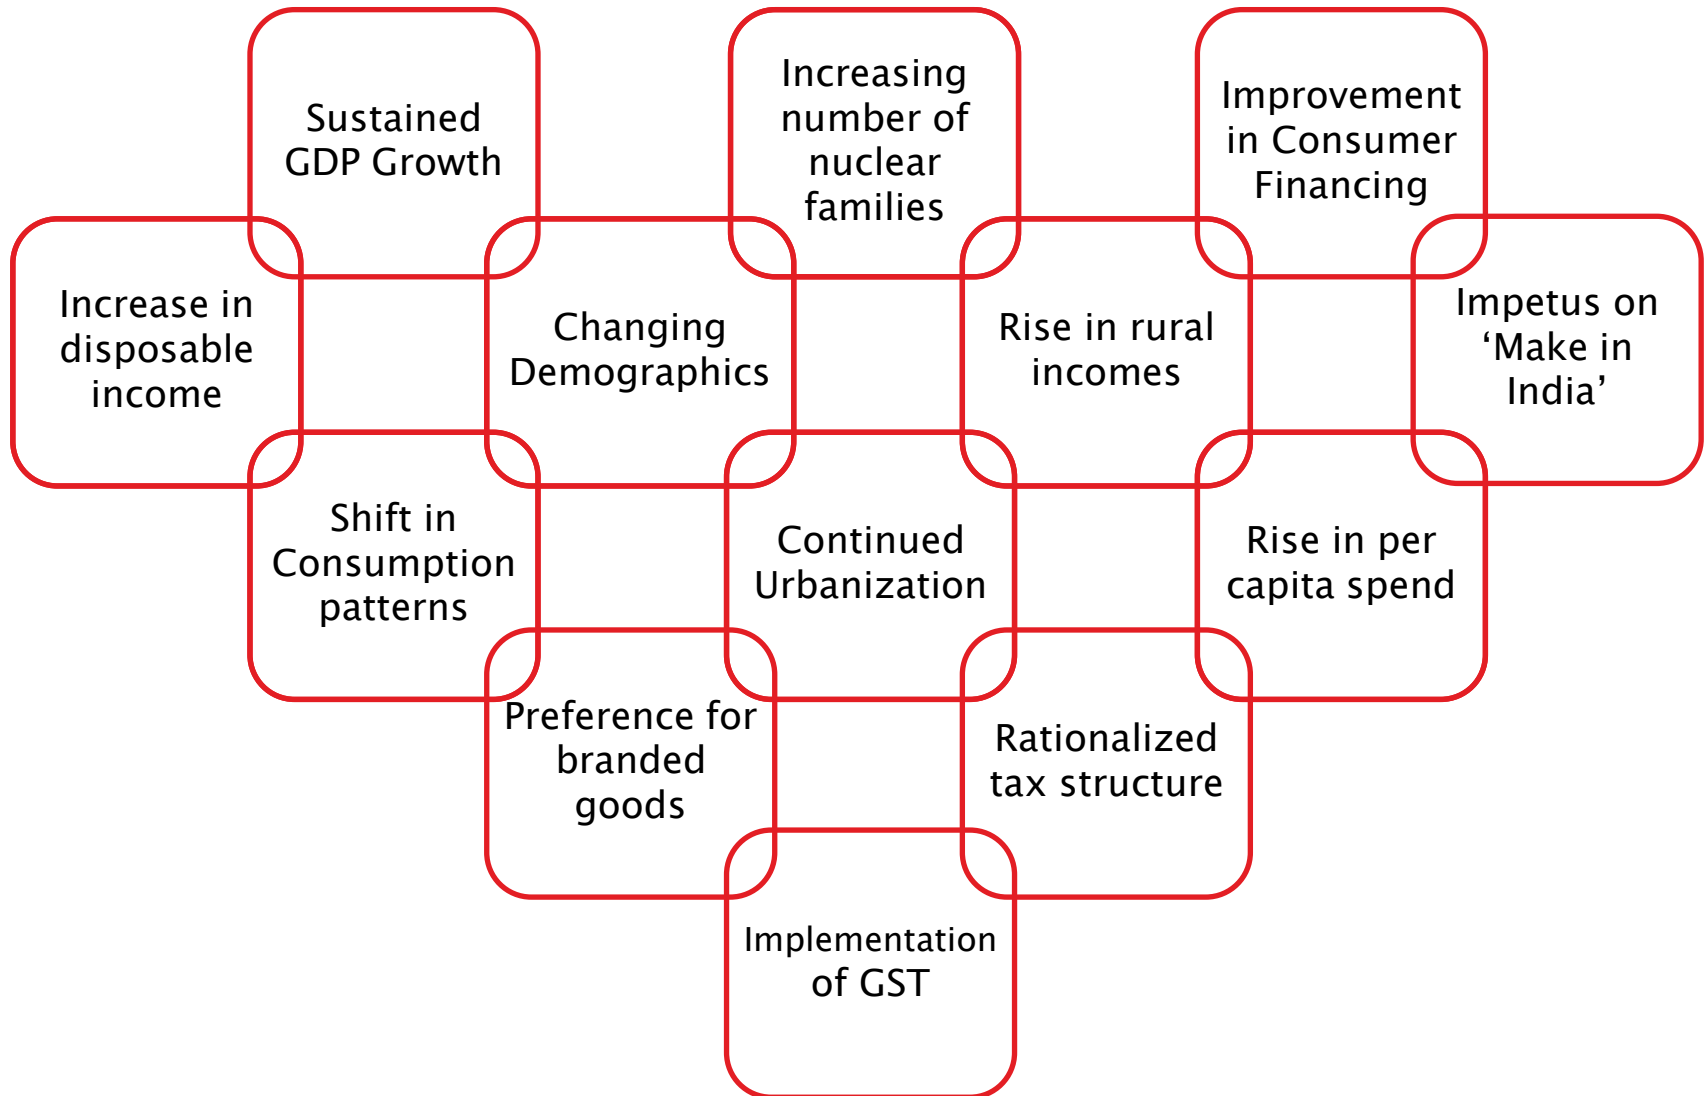 Sustained
GDP Growth
Increasing
number of
nuclear
families
Improvement
in Consumer
Financing
Increase in
disposable
income
Changing
Demographics
Rise in rural
incomes
Impetus on
‘Make in
India’
Shift in
Consumption
patterns
Continued
Urbanization
Rise in per
capita spend
Preference for
branded
goods
Rationalized
tax structure
Implementation
of GST